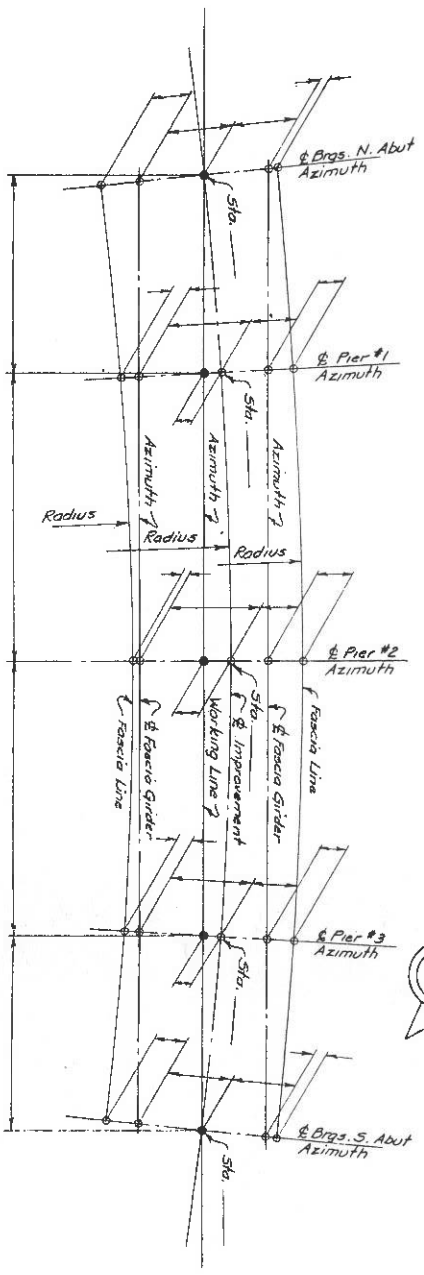 ℄ Brgs. N. Abut
Azimuth
Sta.
℄ Pier #1
Azimuth
Sta.
Azimuth
Azimuth
Azimuth
Radius
Radius
Radius
℄ Pier #2
Azimuth
Sta.
Fascia Line
℄ Fascia Girder
Working Line
℄ Improvement
℄ Fascia Girder
Fascia Line
℄ Pier #3
Azimuth
Sta.
℄ Brgs. S. Abut
Azimuth
Sta.